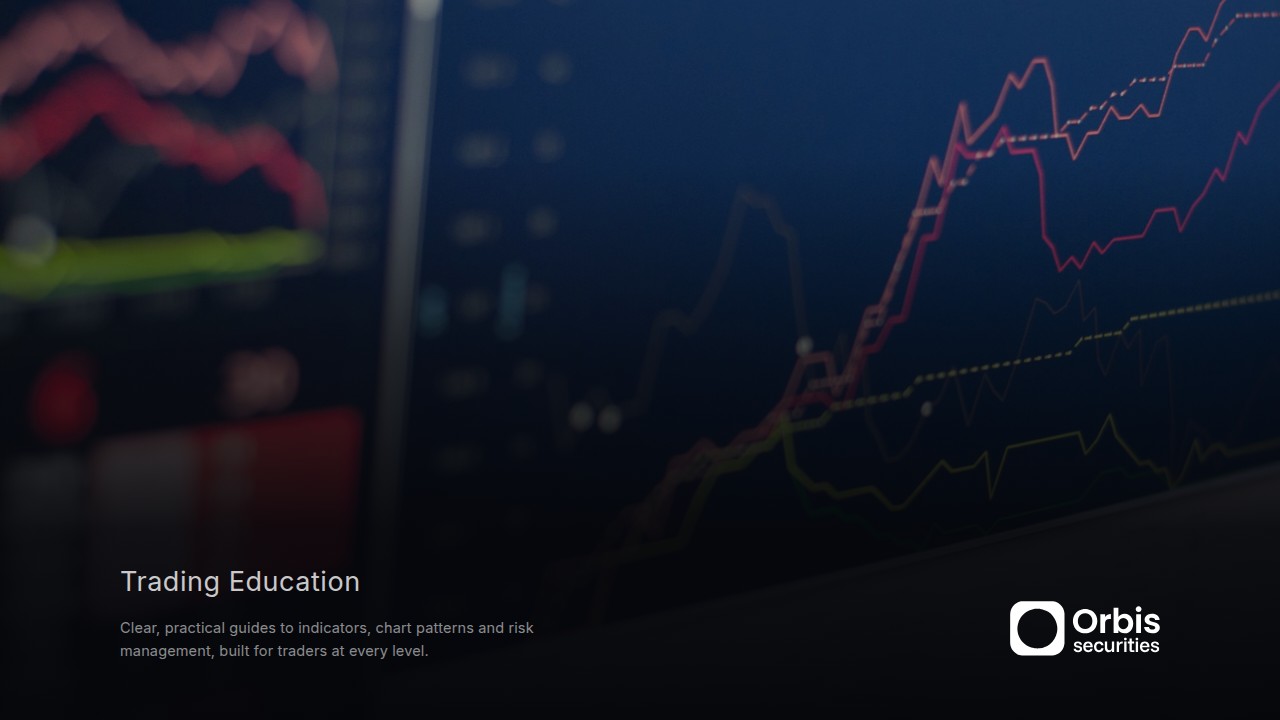 Trading Education
Clear, practical guides to indicators, chart patterns and risk
management, built for traders at every level.
Orbis
securities